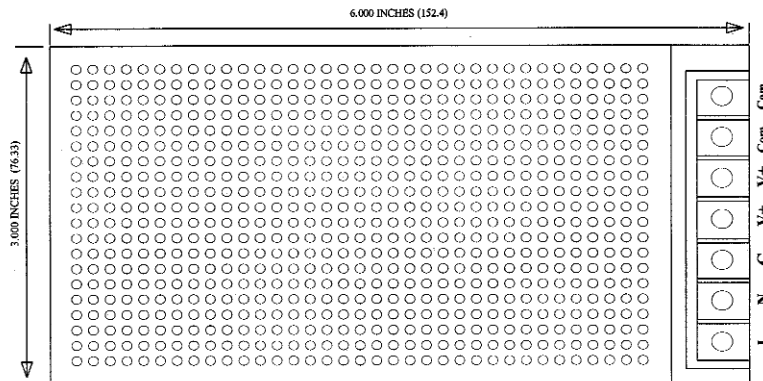 6.000 INCHES (152.4)
3.000 INCHES (76.33)
Com
Com
V+
V+
G
N
L